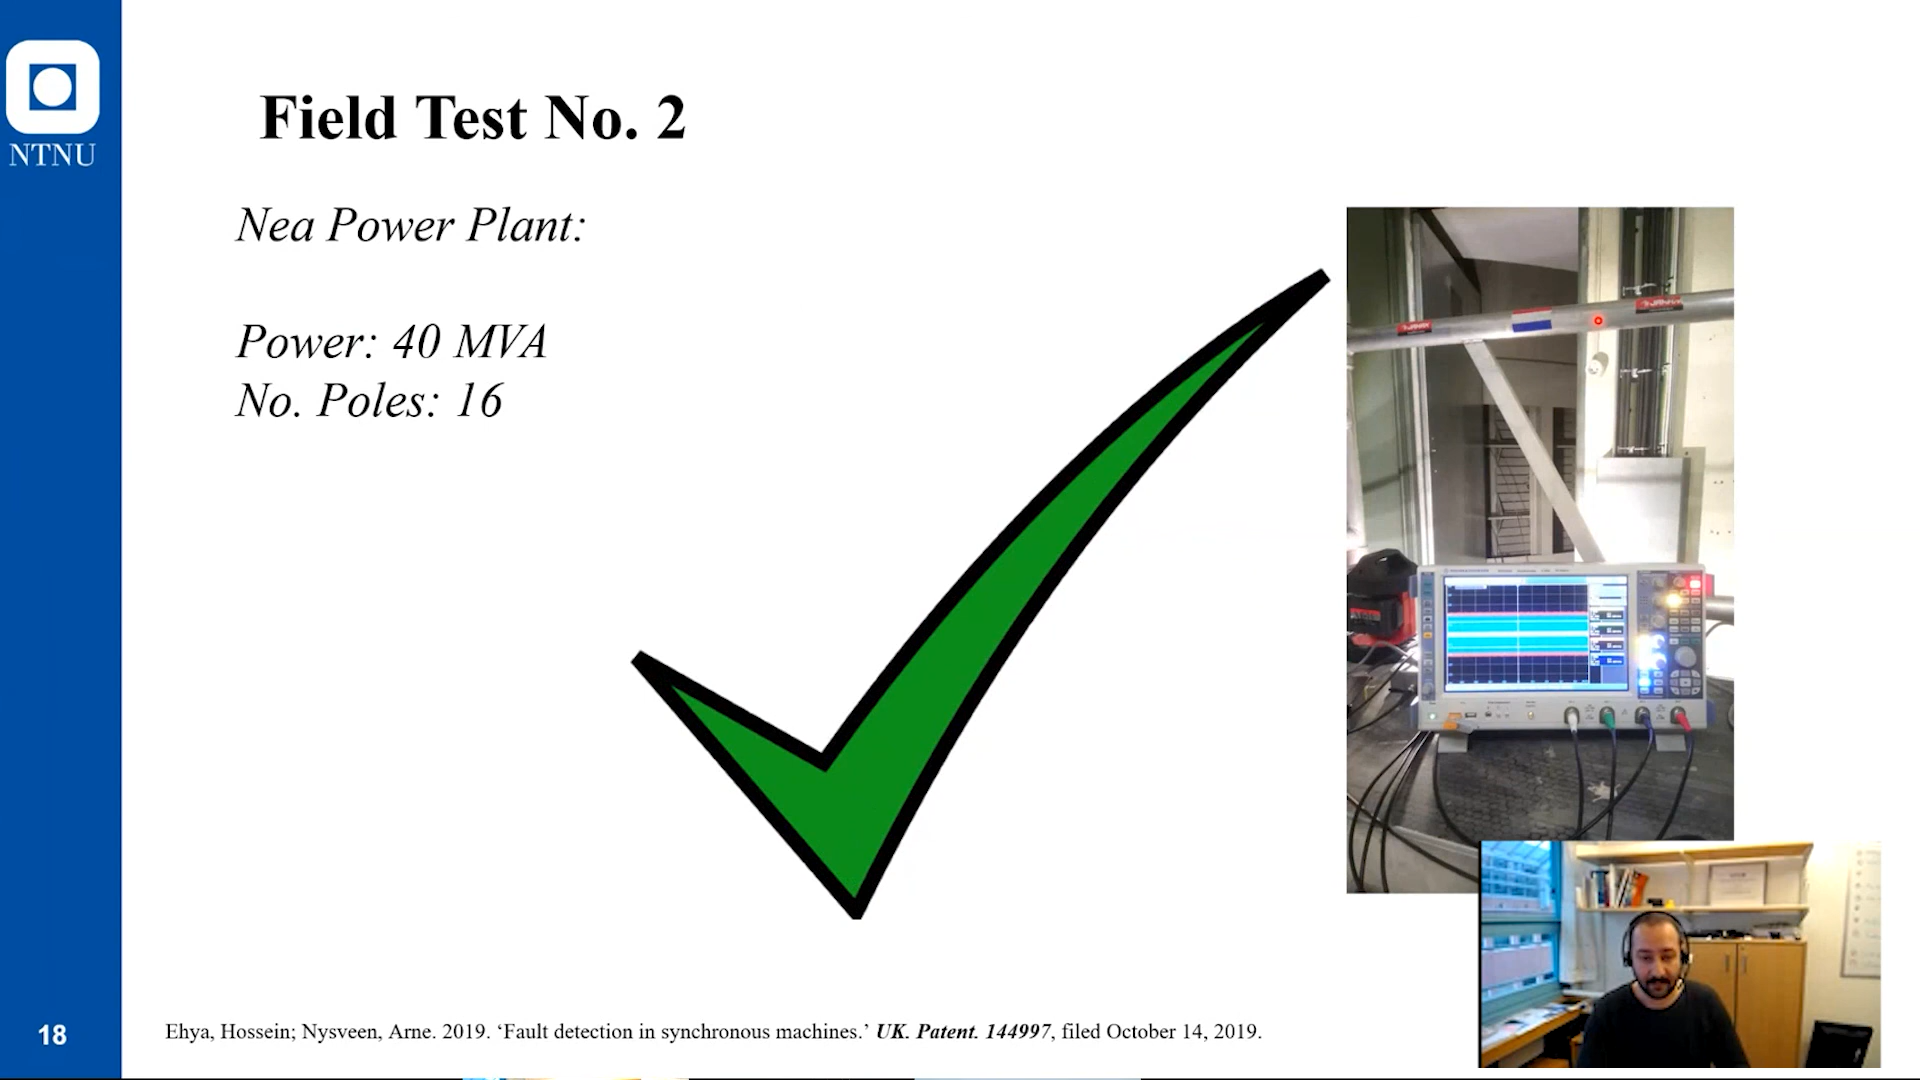 NTNU
Field Test No. 2
Nea Power Plant:
Power: 40 MVA
No. Poles: 16
18
Ehya, Hossein; Nysveen, Arne. 2019. ‘Fault detection in synchronous machines.’ UK. Patent. 144997, filed October 14, 2019.